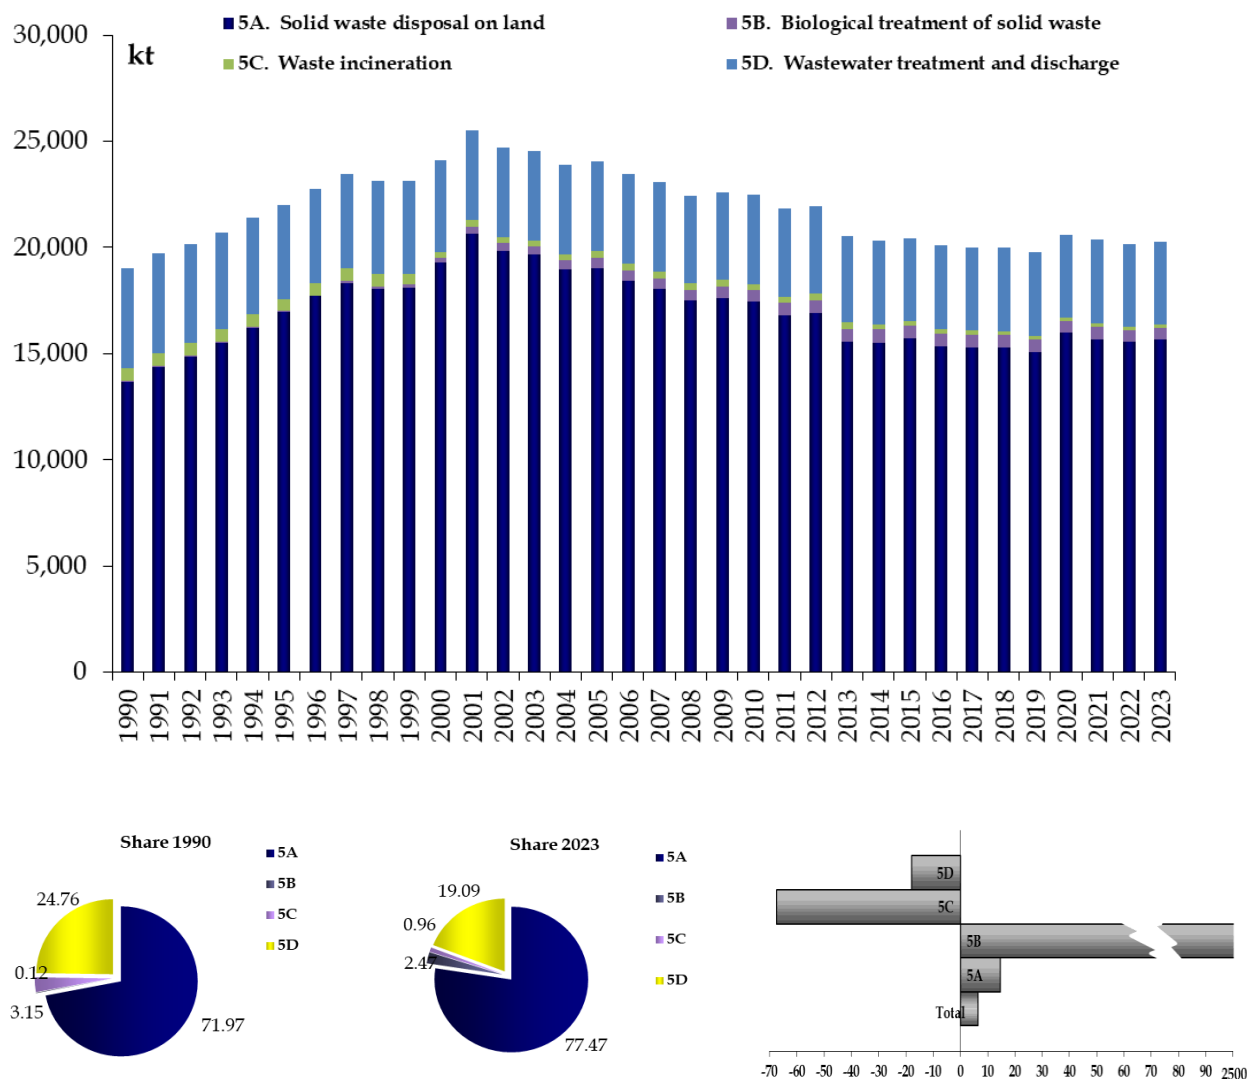 5A.  Solid waste disposal on land
5B.  Biological treatment of solid waste
5C.  Waste incineration
5D.  Wastewater treatment and discharge
kt
30,000
25,000
20,000
15,000
10,000
5,000
0
1990 1991 1992 1993 1994 1995 1996 1997 1998 1999 2000 2001 2002 2003 2004 2005 2006 2007 2008 2009 2010 2011 2012 2013 2014 2015 2016 2017 2018 2019 2020 2021 2022 2023
Share 1990
24.76
0.12
3.15
71.97
5A
5B
5C
5D
Share 2023
19.09
0.96
2.47
77.47
5A
5B
5C
5D
5D
5C
5B
5A
Total
-70 -60 -50 -40 -30 -20 -10 0 10 20 30 40 50 60 70 80 90 2500